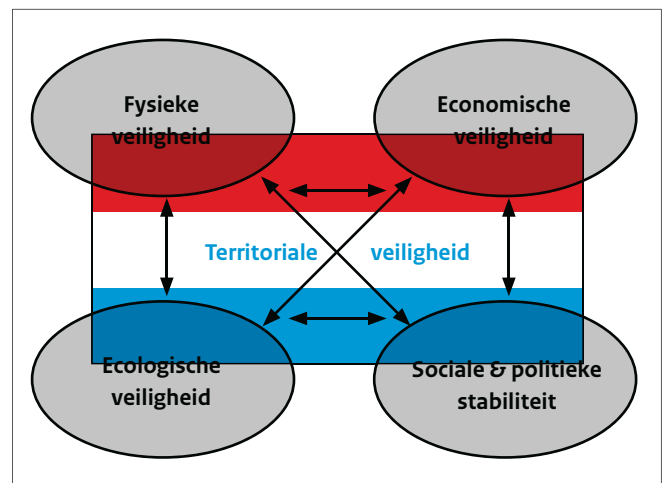 Fysieke
veiligheid
Economische
veiligheid
Territoriale veiligheid
Ecologische
veiligheid
Sociale & politieke
stabiliteit